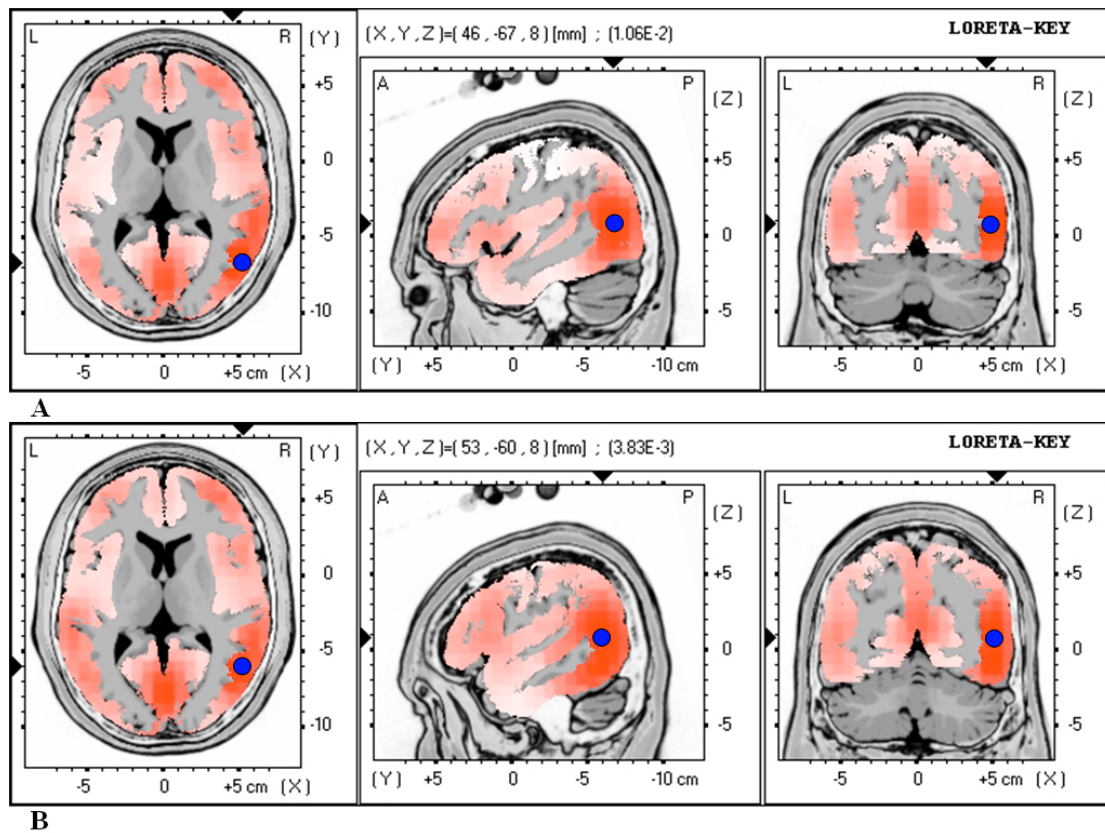 (X, Y, Z)=( 46 , -67, 8 ) [mm] ; (1.06E-2) LORETA-KEY
L R (Y)
A P (Z)
L R (Z)
+5
0
-5
-10
+5
0
-5
+5
0
-5
-5 0 +5 cm (X)
(Y) +5 0 -5 -10 cm
-5 0 +5 cm (X)
A
(X, Y, Z)=( 53 , -60 , 8 ) [mm] ; (3.83E-3) LORETA-KEY
L R (Y)
A P (Z)
L R (Z)
+5
0
-5
-10
+5
0
-5
+5
0
-5
-5 0 +5 cm (X)
(Y) +5 0 -5 -10 cm
-5 0 +5 cm (X)
B